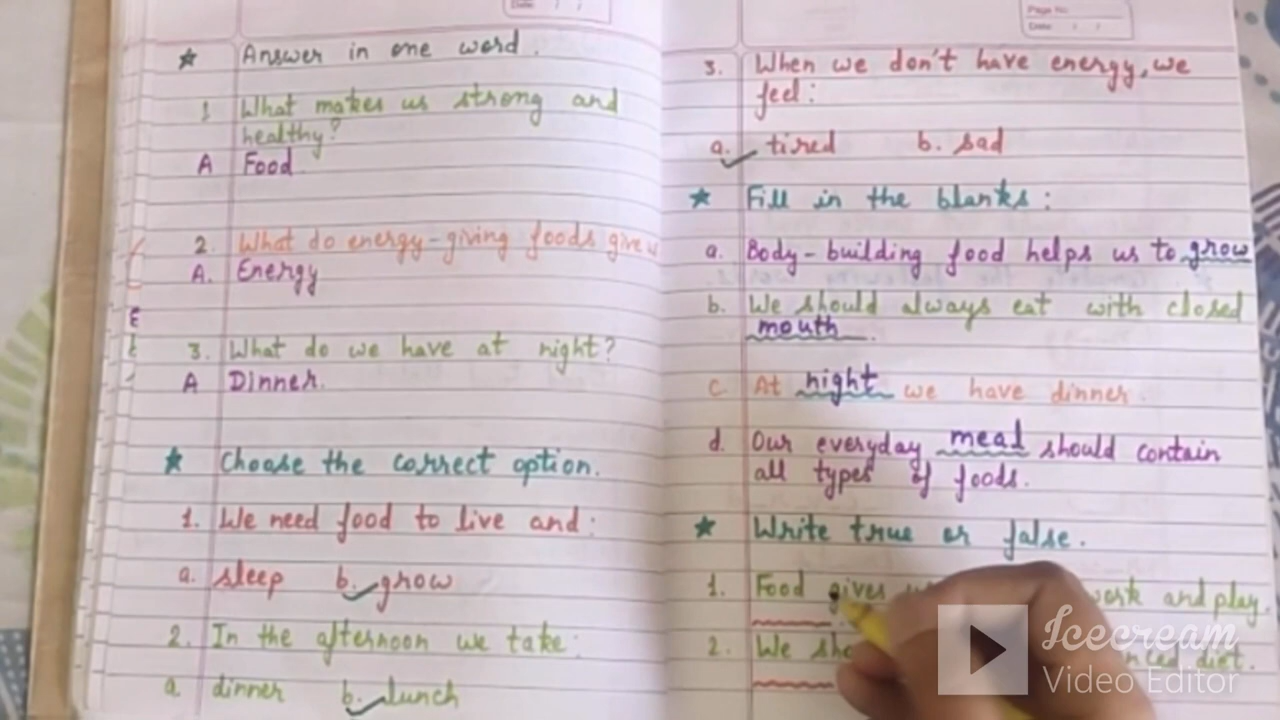 Answer in one word.
1 What makes us strong and
healthy?
A Food
2. What do energy-giving foods give us
A. Energy
3. What do we have at night?
A Dinner.
Choose the correct option.
1. We need food to live and:
a. sleep b. grow
2. In the afternoon we take:
a. dinner b. lunch
Page No.
Date: / /
3. When we don't have energy, we
feel:
a. tired b. sad
Fill in the blanks:
a. Body-building food helps us to grow
b. We should always eat with closed
mouth.
c. At night we have dinner.
d. Our everyday meal should contain
all types of foods.
Write true or false.
1. Food gives work and play.
2. We diet.
Icecream
Video Editor